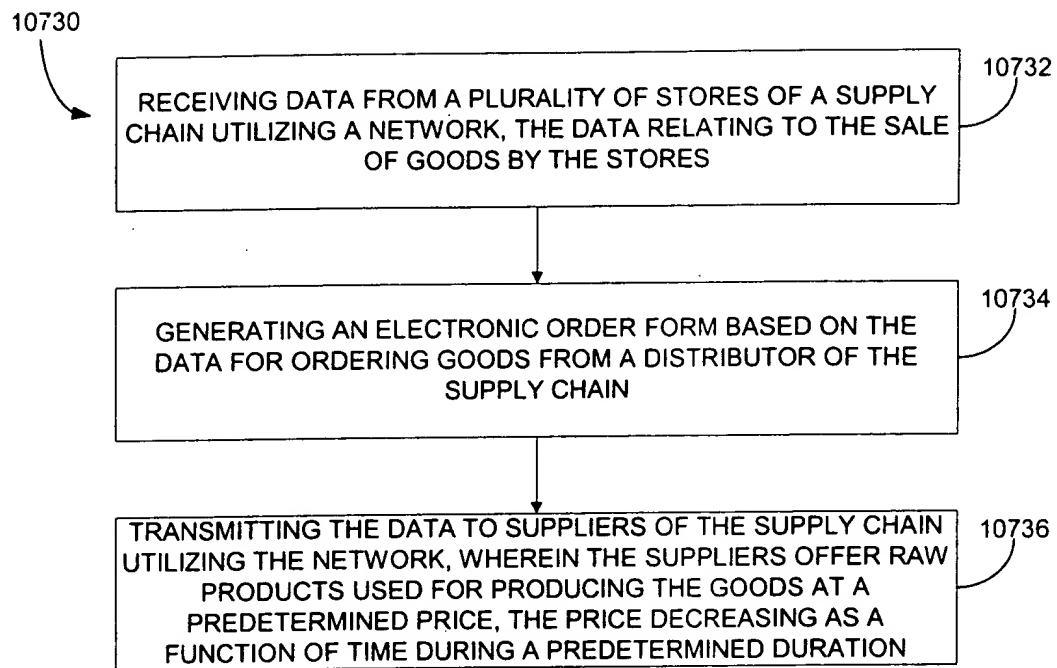 10730
10732
RECEIVING DATA FROM A PLURALITY OF STORES OF A SUPPLY
CHAIN UTILIZING A NETWORK, THE DATA RELATING TO THE SALE
OF GOODS BY THE STORES
10734
GENERATING AN ELECTRONIC ORDER FORM BASED ON THE
DATA FOR ORDERING GOODS FROM A DISTRIBUTOR OF THE
SUPPLY CHAIN
10736
TRANSMITTING THE DATA TO SUPPLIERS OF THE SUPPLY CHAIN
UTILIZING THE NETWORK, WHEREIN THE SUPPLIERS OFFER RAW
PRODUCTS USED FOR PRODUCING THE GOODS AT A
PREDETERMINED PRICE, THE PRICE DECREASING AS A
FUNCTION OF TIME DURING A PREDETERMINED DURATION